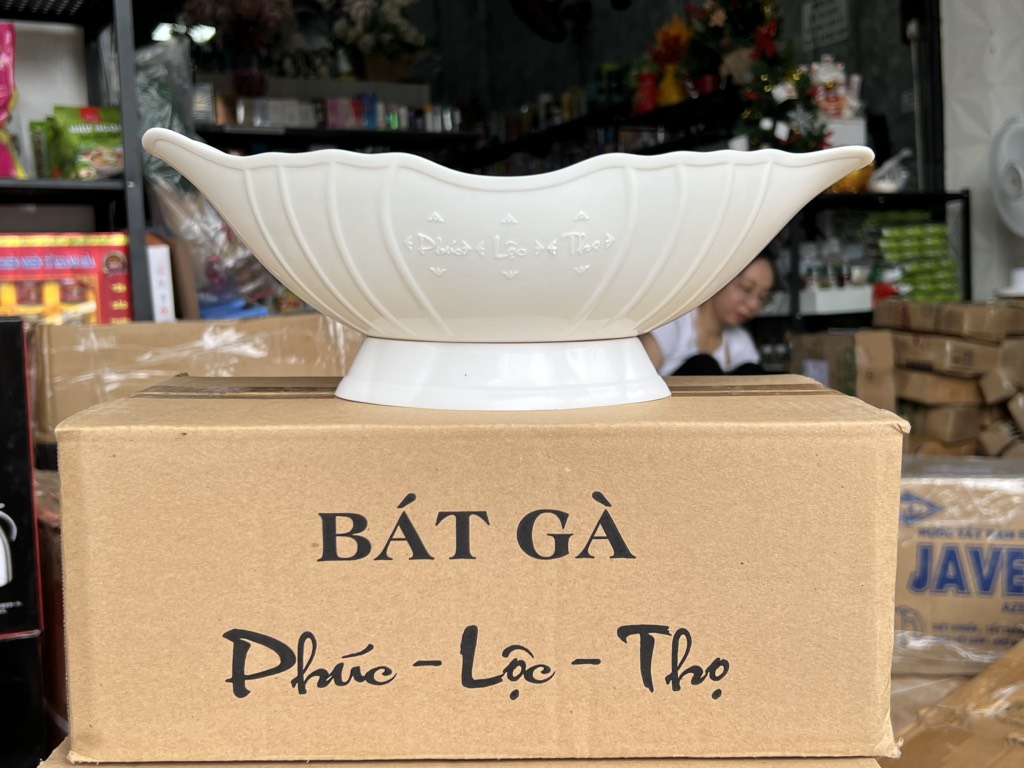 Phúc Lộc Thọ
BÁT GÀ
Phúc - Lộc - Thọ
JAVE